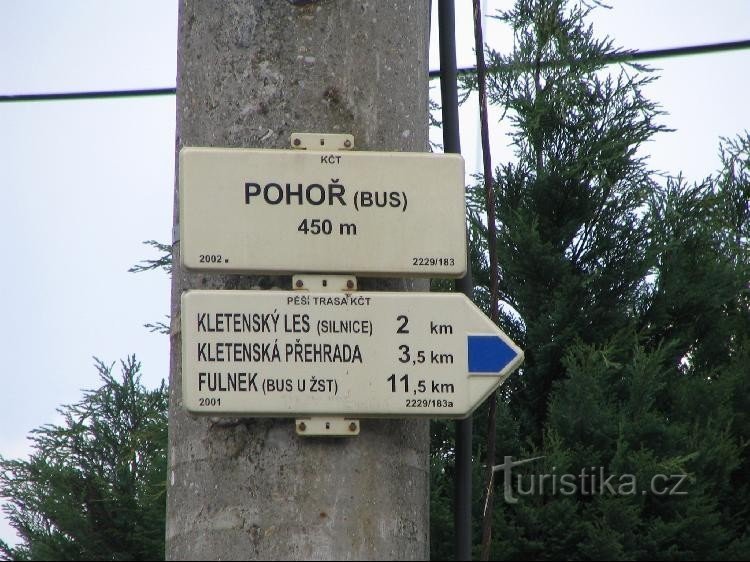 KČT
POHOŘ (BUS)
450 m
2002 2229/183
PĚŠÍ TRASA KČT
KLETENSKÝ LES (SILNICE) 2 km
KLETENSKÁ PŘEHRADA 3,5 km
FULNEK (BUS U ŽST) 11,5 km
2001 2229/183a
turistika.cz